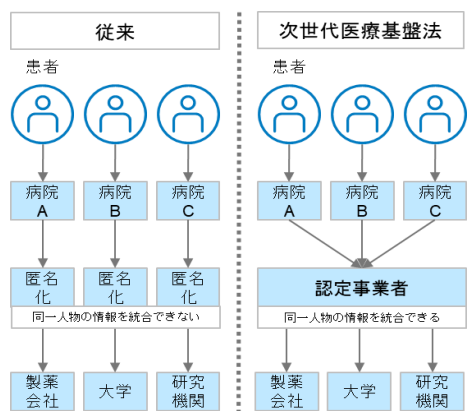 従来
患者
病院
A
病院
B
病院
C
匿名
化
匿名
化
匿名
化
同一人物の情報を統合できない
製薬
会社
大学
研究
機関
次世代医療基盤法
患者
病院
A
病院
B
病院
C
認定事業者
同一人物の情報を統合できる
製薬
会社
大学
研究
機関